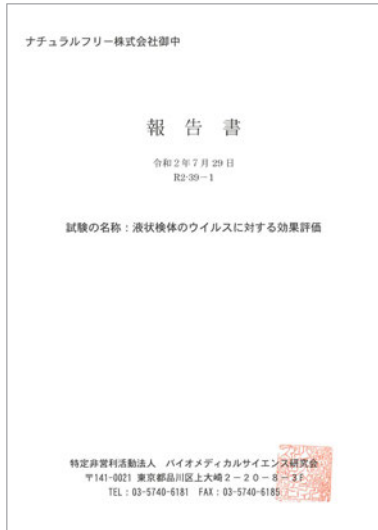 ナチュラルフリー株式会社御中
報 告 書
令和2年7月29日
R2-39-1
試験の名称：液状検体のウイルスに対する効果評価
特定非営利活動法人 バイオメディカルサイエンス研究会
〒141-0021 東京都品川区上大崎2-20-8-3F
TEL：03-5740-6181 FAX：03-5740-6185